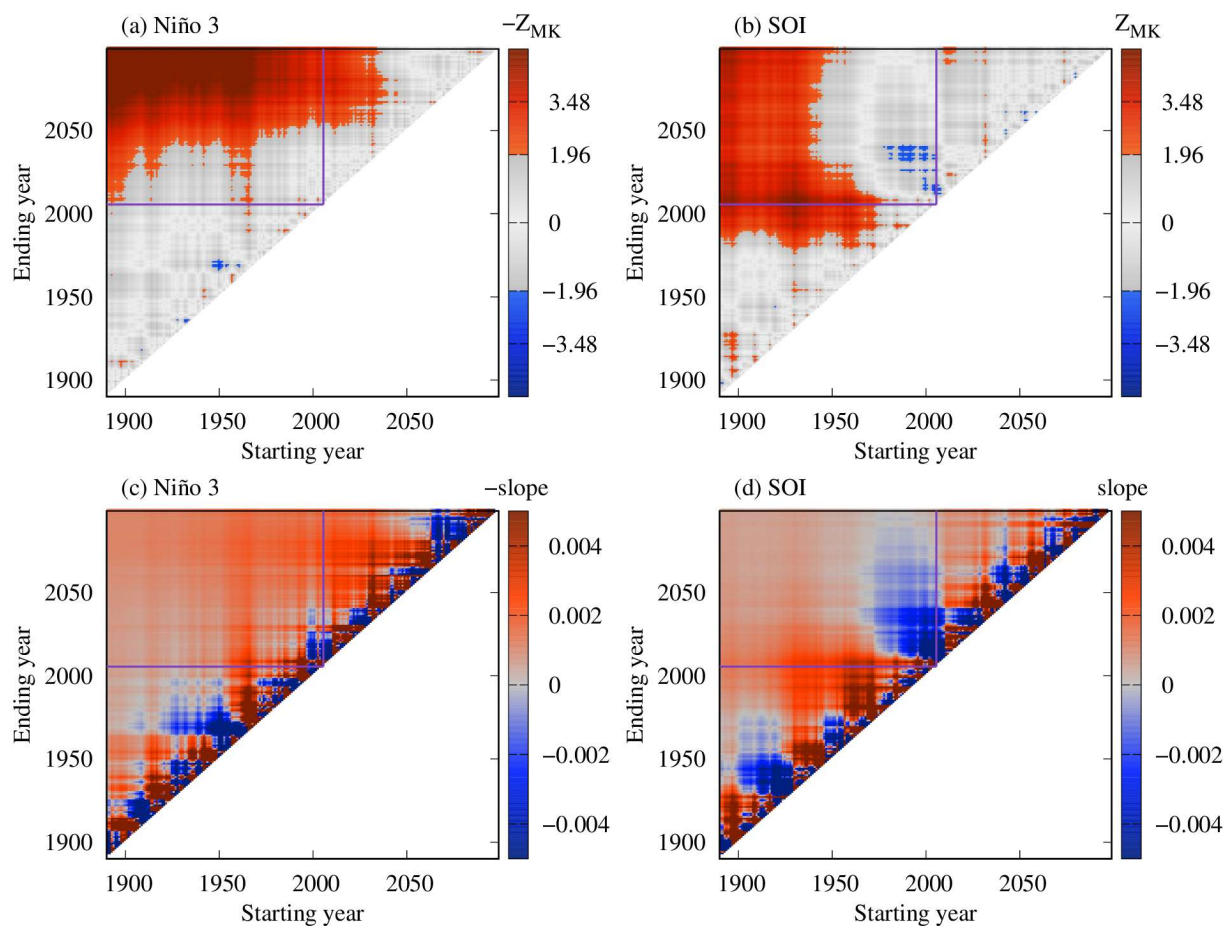 (a) Niño 3
−Z_MK
3.48
1.96
0
−1.96
−3.48
2050
2000
1950
1900
Ending year
1900 1950 2000 2050
Starting year
(b) SOI
Z_MK
3.48
1.96
0
−1.96
−3.48
2050
2000
1950
1900
Ending year
1900 1950 2000 2050
Starting year
(c) Niño 3
−slope
0.004
0.002
0
−0.002
−0.004
2050
2000
1950
1900
Ending year
1900 1950 2000 2050
Starting year
(d) SOI
slope
0.004
0.002
0
−0.002
−0.004
2050
2000
1950
1900
Ending year
1900 1950 2000 2050
Starting year